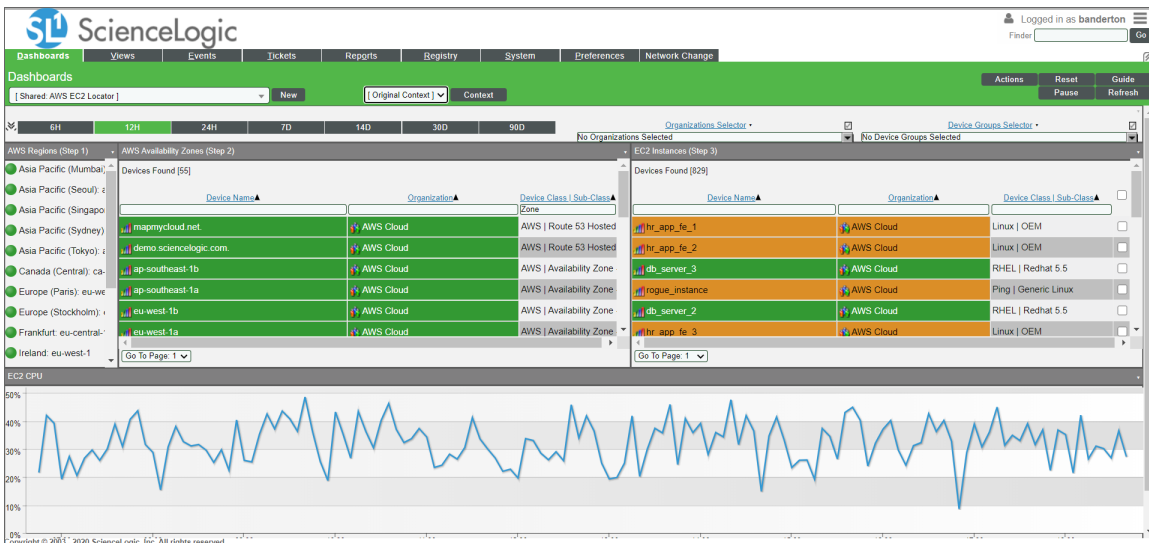 SL1 ScienceLogic
Logged in as banderton
Finder Go
Dashboards Views Events Tickets Reports Registry System Preferences Network Change
Dashboards
Actions Reset Guide
[ Shared: AWS EC2 Locator ] New [ Original Context ] Context
Pause Refresh
6H 12H 24H 7D 14D 30D 90D
Organizations Selector
No Organizations Selected
Device Groups Selector
No Device Groups Selected
AWS Regions (Step 1)
Asia Pacific (Mumbai)
Asia Pacific (Seoul): a
Asia Pacific (Singapo
Asia Pacific (Sydney)
Asia Pacific (Tokyo): a
Canada (Central): ca-
Europe (Paris): eu-we
Europe (Stockholm):
Frankfurt: eu-central-
Ireland: eu-west-1
AWS Availability Zones (Step 2)
Devices Found [55]
Device Name Organization Device Class | Sub-Class
Zone
mapmycloud.net. AWS Cloud AWS | Route 53 Hosted
demo.sciencelogic.com. AWS Cloud AWS | Route 53 Hosted
ap-southeast-1b AWS Cloud AWS | Availability Zone
ap-southeast-1a AWS Cloud AWS | Availability Zone
eu-west-1b AWS Cloud AWS | Availability Zone
eu-west-1a AWS Cloud AWS | Availability Zone
Go To Page: 1
EC2 Instances (Step 3)
Devices Found [829]
Device Name Organization Device Class | Sub-Class
hr_app_fe_1 AWS Cloud Linux | OEM
hr_app_fe_2 AWS Cloud Linux | OEM
db_server_3 AWS Cloud RHEL | Redhat 5.5
rogue_instance AWS Cloud Ping | Generic Linux
db_server_2 AWS Cloud RHEL | Redhat 5.5
hr_app_fe_3 AWS Cloud Linux | OEM
Go To Page: 1
EC2 CPU
50%
40%
30%
20%
10%
0%
Copyright © 2003 - 2020 ScienceLogic, Inc. All rights reserved.